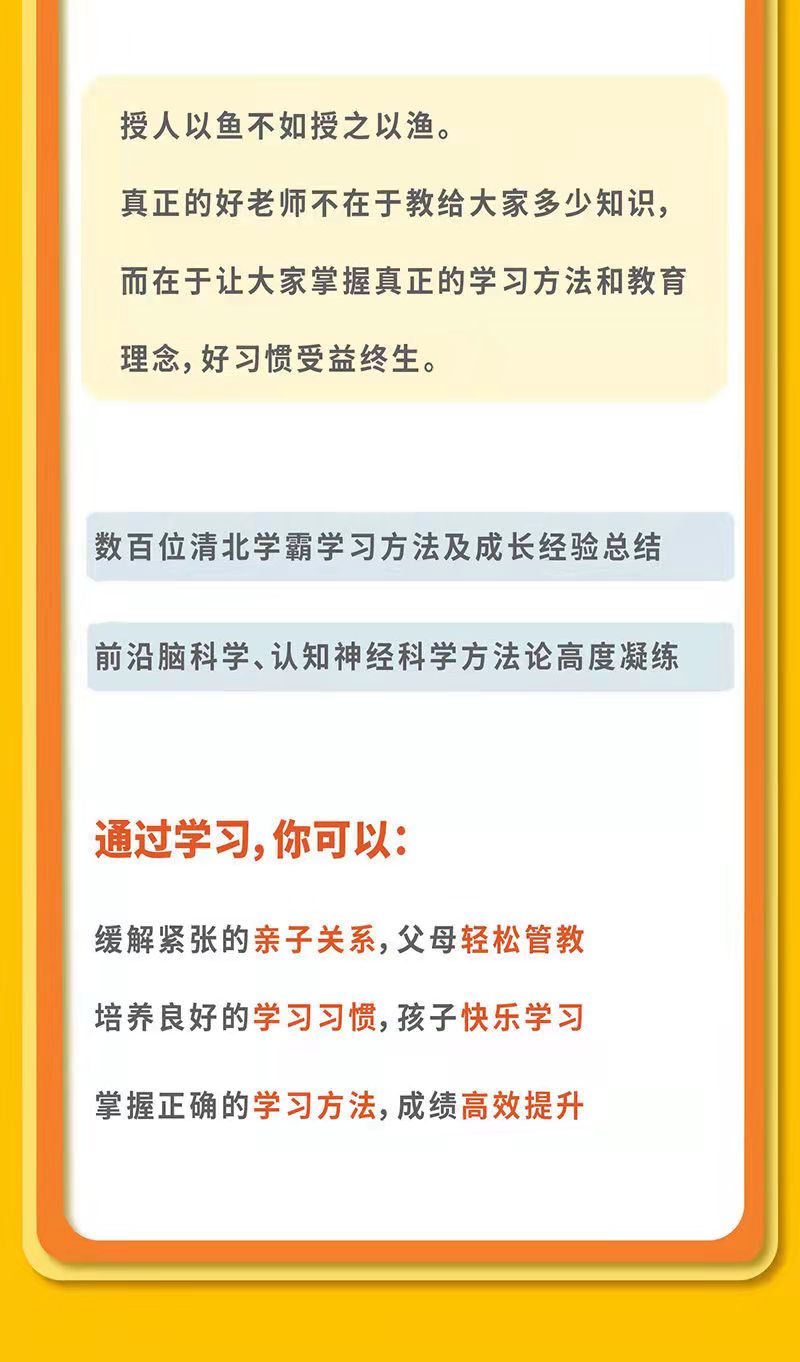 授人以鱼不如授之以渔。
真正的好老师不在于教给大家多少知识，
而在于让大家掌握真正的学习方法和教育
理念，好习惯受益终生。
数百位清北学霸学习方法及成长经验总结
前沿脑科学、认知神经科学方法论高度凝练
通过学习，你可以：
缓解紧张的亲子关系，父母轻松管教
培养良好的学习习惯，孩子快乐学习
掌握正确的学习方法，成绩高效提升